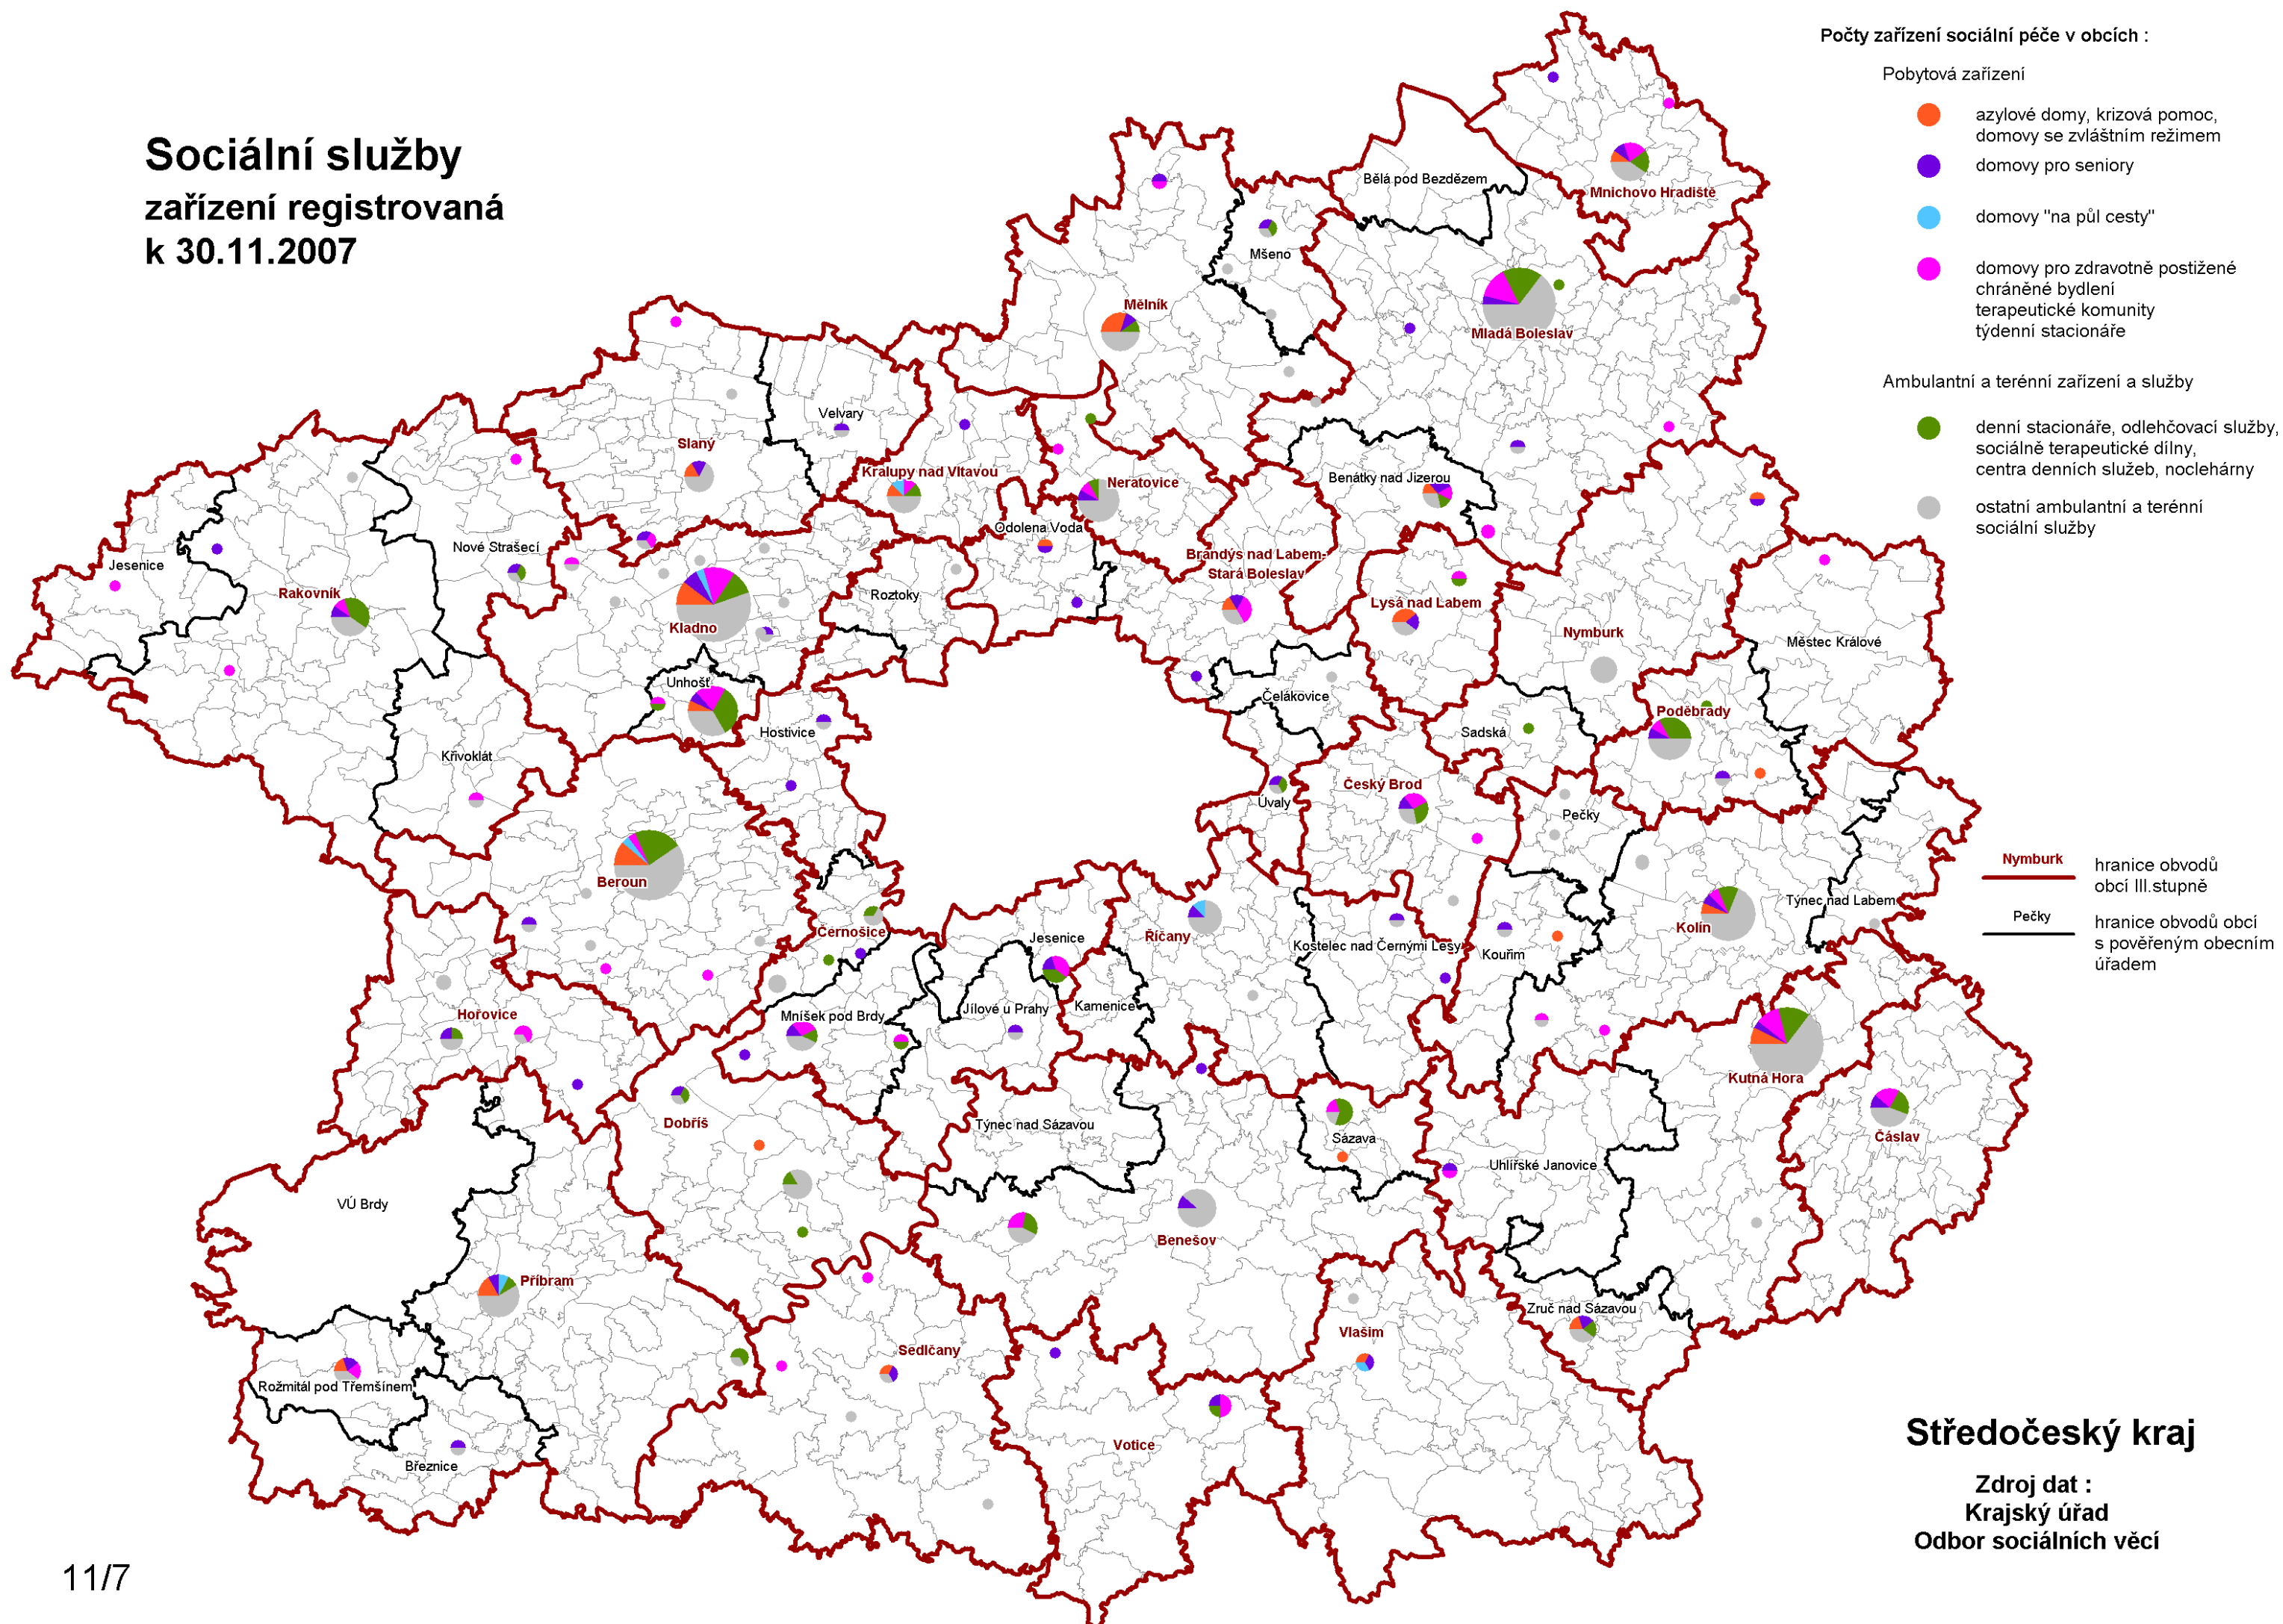 Sociální služby
zařízení registrovaná
k 30.11.2007
Počty zařízení sociální péče v obcích :
Pobytová zařízení
azylové domy, krizová pomoc,
domovy se zvláštním režimem
domovy pro seniory
domovy "na půl cesty"
domovy pro zdravotně postižené
chráněné bydlení
terapeutické komunity
týdenní stacionáře
Ambulantní a terénní zařízení a služby
denní stacionáře, odlehčovací služby,
sociálně terapeutické dílny,
centra denních služeb, noclehárny
ostatní ambulantní a terénní
sociální služby
Bělá pod Bezdězem
Mnichovo Hradiště
Mšeno
Mělník
Mladá Boleslav
Velvary
Slaný
Kralupy nad Vltavou
Neratovice
Benátky nad Jizerou
Odolena Voda
Nové Strašecí
Jesenice
Brandýs nad Labem-
Stará Boleslav
Rakovník
Roztoky
Lysá nad Labem
Kladno
Nymburk
Městec Králové
Unhošť
Čelákovice
Poděbrady
Hostivice
Sadská
Křivoklát
Český Brod
Úvaly
Pečky
Beroun
Týnec nad Labem
Kolín
Černošice
Jesenice
Říčany
Kostelec nad Černými Lesy
Kouřim
Nymburk
hranice obvodů
obcí III.stupně
Pečky
hranice obvodů obcí
s pověřeným obecním
úřadem
Hořovice
Mníšek pod Brdy
Jílové u Prahy
Kamenice
Kutná Hora
Dobříš
Týnec nad Sázavou
Sázava
Čáslav
Uhlířské Janovice
VÚ Brdy
Benešov
Příbram
Zruč nad Sázavou
Vlašim
Sedlčany
Rožmitál pod Třemšínem
Votice
Březnice
Středočeský kraj
Zdroj dat :
Krajský úřad
Odbor sociálních věcí
11/7